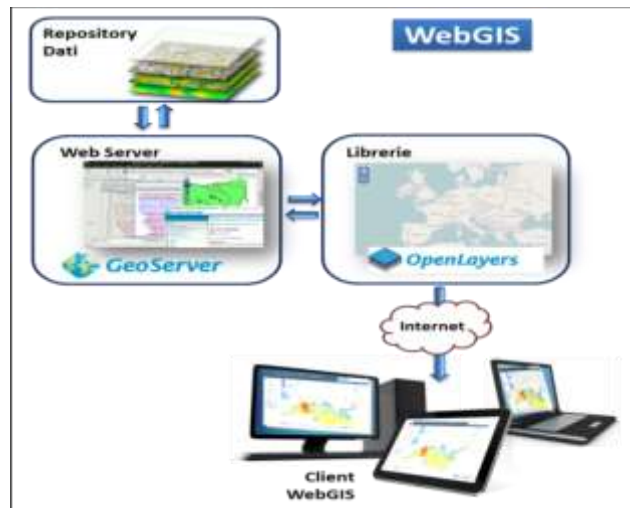 Repository
Dati
WebGIS
Web Server
Librerie
GeoServer
OpenLayers
Internet
Client
WebGIS